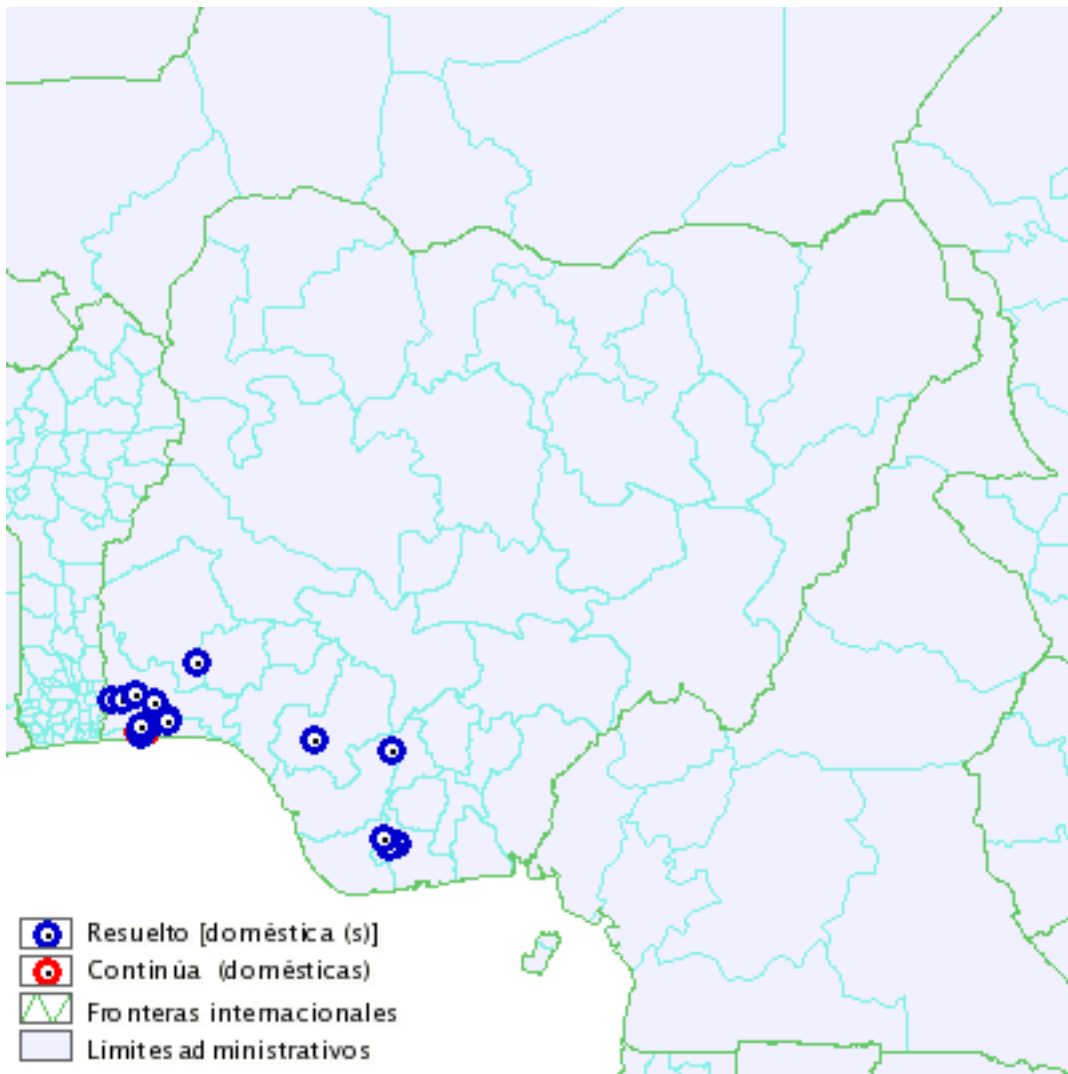 Resuelto [doméstica (s)]
Continúa (domésticas)
Fronteras internacionales
Límites administrativos